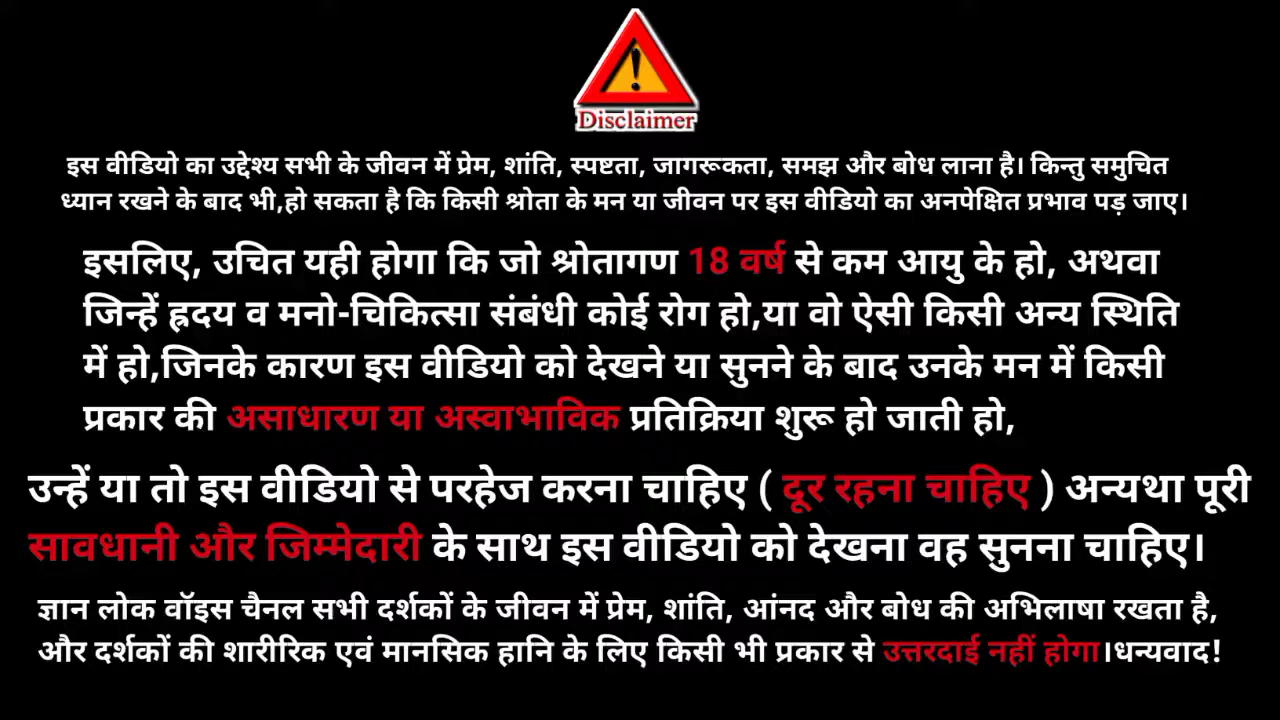 Disclaimer
इस वीडियो का उद्देश्य सभी के जीवन में प्रेम, शांति, स्पष्टता, जागरूकता, समझ और बोध लाना है। किन्तु समुचित
ध्यान रखने के बाद भी,हो सकता है कि किसी श्रोता के मन या जीवन पर इस वीडियो का अनपेक्षित प्रभाव पड़ जाए।
इसलिए, उचित यही होगा कि जो श्रोतागण 18 वर्ष से कम आयु के हो, अथवा
जिन्हें ह्रदय व मनो-चिकित्सा संबंधी कोई रोग हो,या वो ऐसी किसी अन्य स्थिति
में हो,जिनके कारण इस वीडियो को देखने या सुनने के बाद उनके मन में किसी
प्रकार की असाधारण या अस्वाभाविक प्रतिक्रिया शुरू हो जाती हो,
उन्हें या तो इस वीडियो से परहेज करना चाहिए ( दूर रहना चाहिए ) अन्यथा पूरी
सावधानी और जिम्मेदारी के साथ इस वीडियो को देखना वह सुनना चाहिए।
ज्ञान लोक वॉइस चैनल सभी दर्शकों के जीवन में प्रेम, शांति, आंनद और बोध की अभिलाषा रखता है,
और दर्शकों की शारीरिक एवं मानसिक हानि के लिए किसी भी प्रकार से उत्तरदाई नहीं होगा।धन्यवाद!